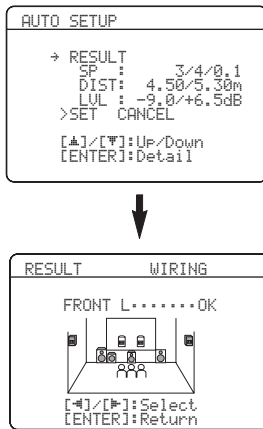 AUTO SETUP
→ RESULT
SP : 3/4/0.1
DIST: 4.50/5.30m
LVL : -9.0/+6.5dB
>SET CANCEL
[▲]/[▼]:Up/Down
[ENTER]:Detail
RESULT WIRING
FRONT L·······OK
[◀]/[▶]:Select
[ENTER]:Return